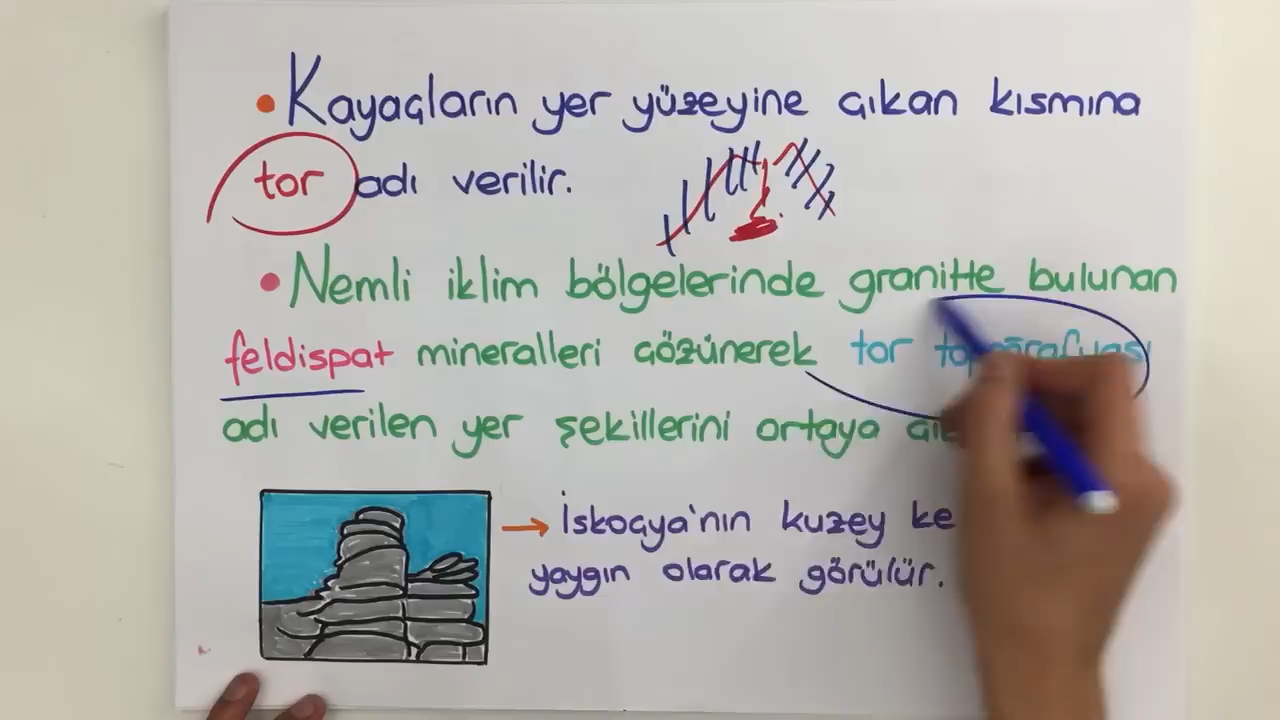 Kayaçların yer yüzeyine çıkan kısmına
tor adı verilir.
Nemli iklim bölgelerinde granitte bulunan
feldispat mineralleri çözünerek tor topoğrafyası
adı verilen yer şekillerini ortaya
İskoçya'nın kuzey
yaygın olarak görülür.